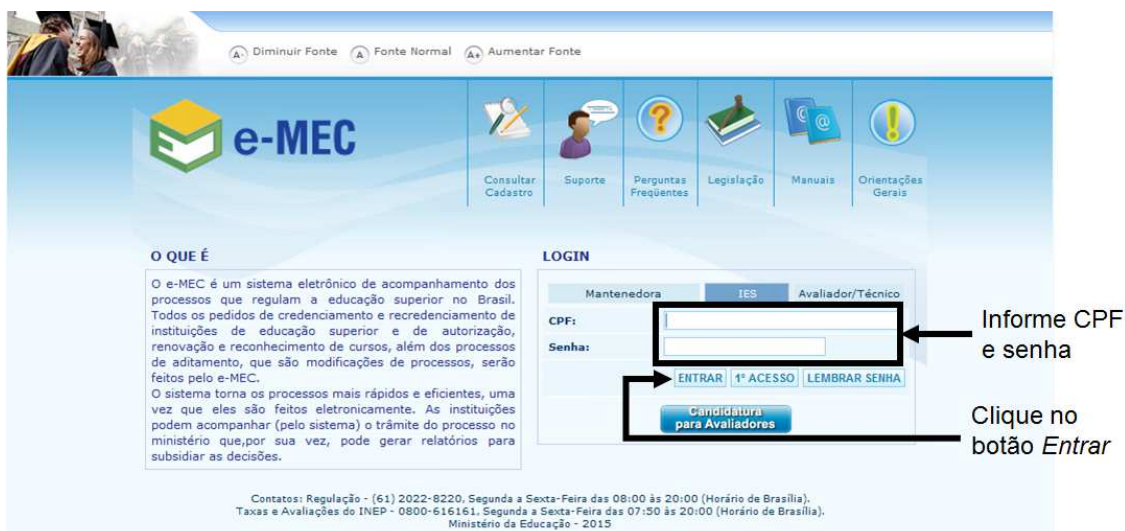 A- Diminuir Fonte A Fonte Normal A+ Aumentar Fonte
e-MEC
Consultar
Cadastro
Suporte
Perguntas
Freqüentes
Legislação
Manuais
Orientações
Gerais
O QUE É
O e-MEC é um sistema eletrônico de acompanhamento dos
processos que regulam a educação superior no Brasil.
Todos os pedidos de credenciamento e recredenciamento de
instituições de educação superior e de autorização,
renovação e reconhecimento de cursos, além dos processos
de aditamento, que são modificações de processos, serão
feitos pelo e-MEC.
O sistema torna os processos mais rápidos e eficientes, uma
vez que eles são feitos eletronicamente. As instituições
podem acompanhar (pelo sistema) o trâmite do processo no
ministério que,por sua vez, pode gerar relatórios para
subsidiar as decisões.
LOGIN
Mantenedora IES Avaliador/Técnico
CPF:
Senha:
ENTRAR 1º ACESSO LEMBRAR SENHA
Candidatura
para Avaliadores
Informe CPF
e senha
Clique no
botão Entrar
Contatos: Regulação - (61) 2022-8220, Segunda a Sexta-Feira das 08:00 às 20:00 (Horário de Brasília).
Taxas e Avaliações do INEP - 0800-616161, Segunda a Sexta-Feira das 07:50 às 20:00 (Horário de Brasília).
Ministério da Educação - 2015